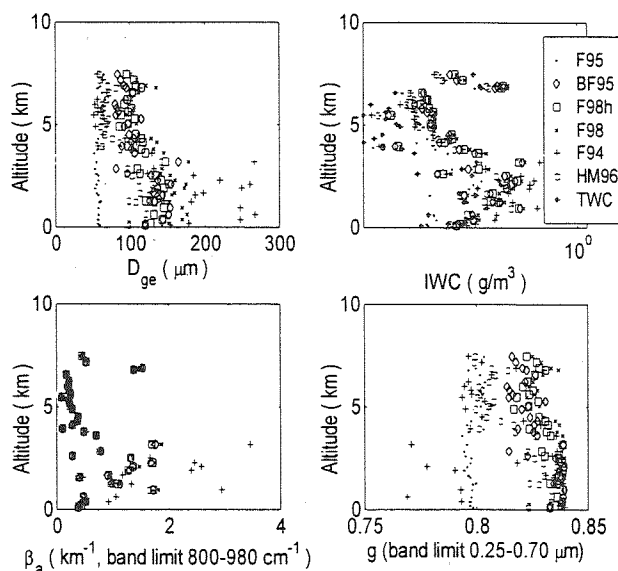 10
Altitude ( km )
5
0
0 100 200 300
D_ge ( μm )
10
Altitude ( km )
5
0
10^0
IWC ( g/m^3 )
F95
BF95
F98h
F98
F94
HM96
TWC
10
Altitude ( km )
5
0
0 2 4
β_a ( km^-1, band limit 800-980 cm^-1 )
10
Altitude ( km )
5
0
0.75 0.8 0.85
g (band limit 0.25-0.70 μm )